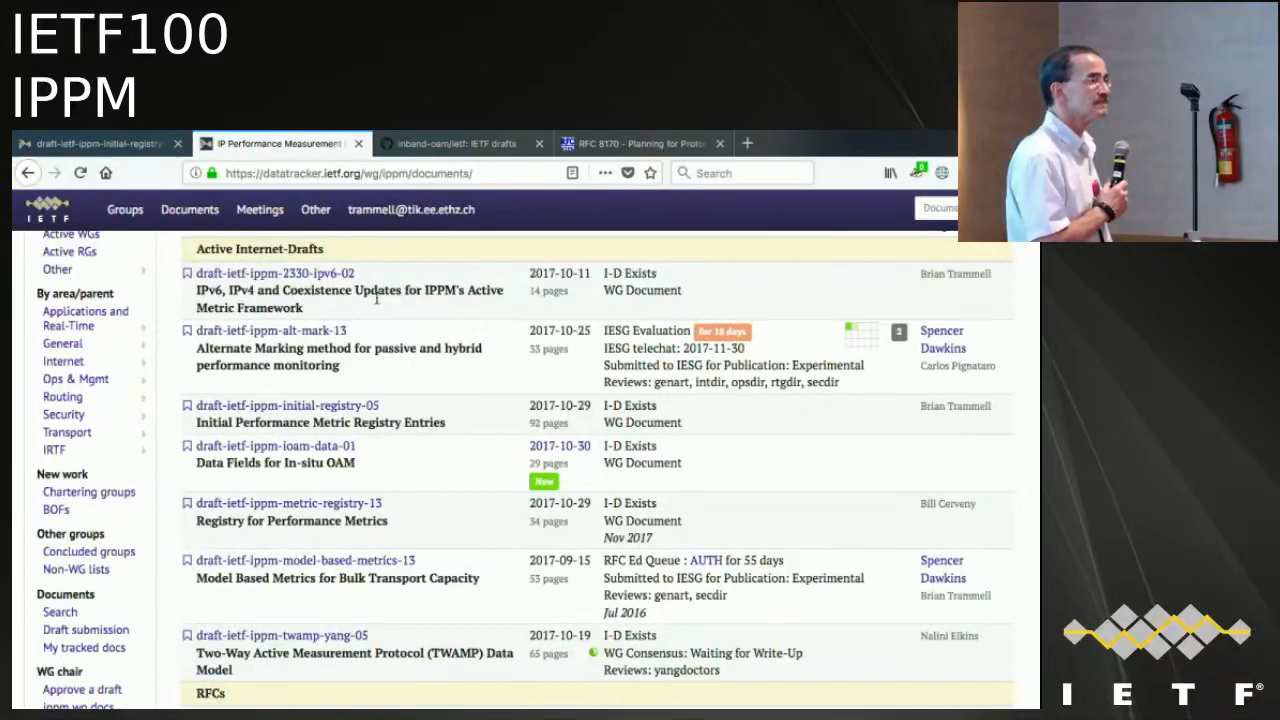 IETF100
IPPM
draft-ietf-ippm-initial-registry
IP Performance Measurement
inband-oam/ietf: IETF drafts
RFC 8170 - Planning for Proto
https://datatracker.ietf.org/wg/ippm/documents/
Search
IETF
Groups
Documents
Meetings
Other
trammell@tik.ee.ethz.ch
Docume
Active WGs
Active RGs
Other
By area/parent
Applications and
Real-Time
General
Internet
Ops & Mgmt
Routing
Security
Transport
IRTF
New work
Chartering groups
BOFs
Other groups
Concluded groups
Non-WG lists
Documents
Search
Draft submission
My tracked docs
WG chair
Approve a draft
ippm wg docs
Active Internet-Drafts
draft-ietf-ippm-2330-ipv6-02 2017-10-11 I-D Exists Brian Trammell
IPv6, IPv4 and Coexistence Updates for IPPM's Active 14 pages WG Document
Metric Framework
draft-ietf-ippm-alt-mark-13 2017-10-25 IESG Evaluation for 18 days 2 Spencer
Alternate Marking method for passive and hybrid 33 pages IESG telechat: 2017-11-30 Dawkins
performance monitoring Submitted to IESG for Publication: Experimental Carlos Pignataro
Reviews: genart, intdir, opsdir, rtgdir, secdir
draft-ietf-ippm-initial-registry-05 2017-10-29 I-D Exists Brian Trammell
Initial Performance Metric Registry Entries 92 pages WG Document
draft-ietf-ippm-ioam-data-01 2017-10-30 I-D Exists
Data Fields for In-situ OAM 29 pages WG Document
New
draft-ietf-ippm-metric-registry-13 2017-10-29 I-D Exists Bill Cerveny
Registry for Performance Metrics 34 pages WG Document
Nov 2017
draft-ietf-ippm-model-based-metrics-13 2017-09-15 RFC Ed Queue : AUTH for 55 days Spencer
Model Based Metrics for Bulk Transport Capacity 53 pages Submitted to IESG for Publication: Experimental Dawkins
Reviews: genart, secdir Brian Trammell
Jul 2016
draft-ietf-ippm-twamp-yang-05 2017-10-19 I-D Exists Nalini Elkins
Two-Way Active Measurement Protocol (TWAMP) Data 65 pages WG Consensus: Waiting for Write-Up
Model Reviews: yangdoctors
RFCs
I E T F®